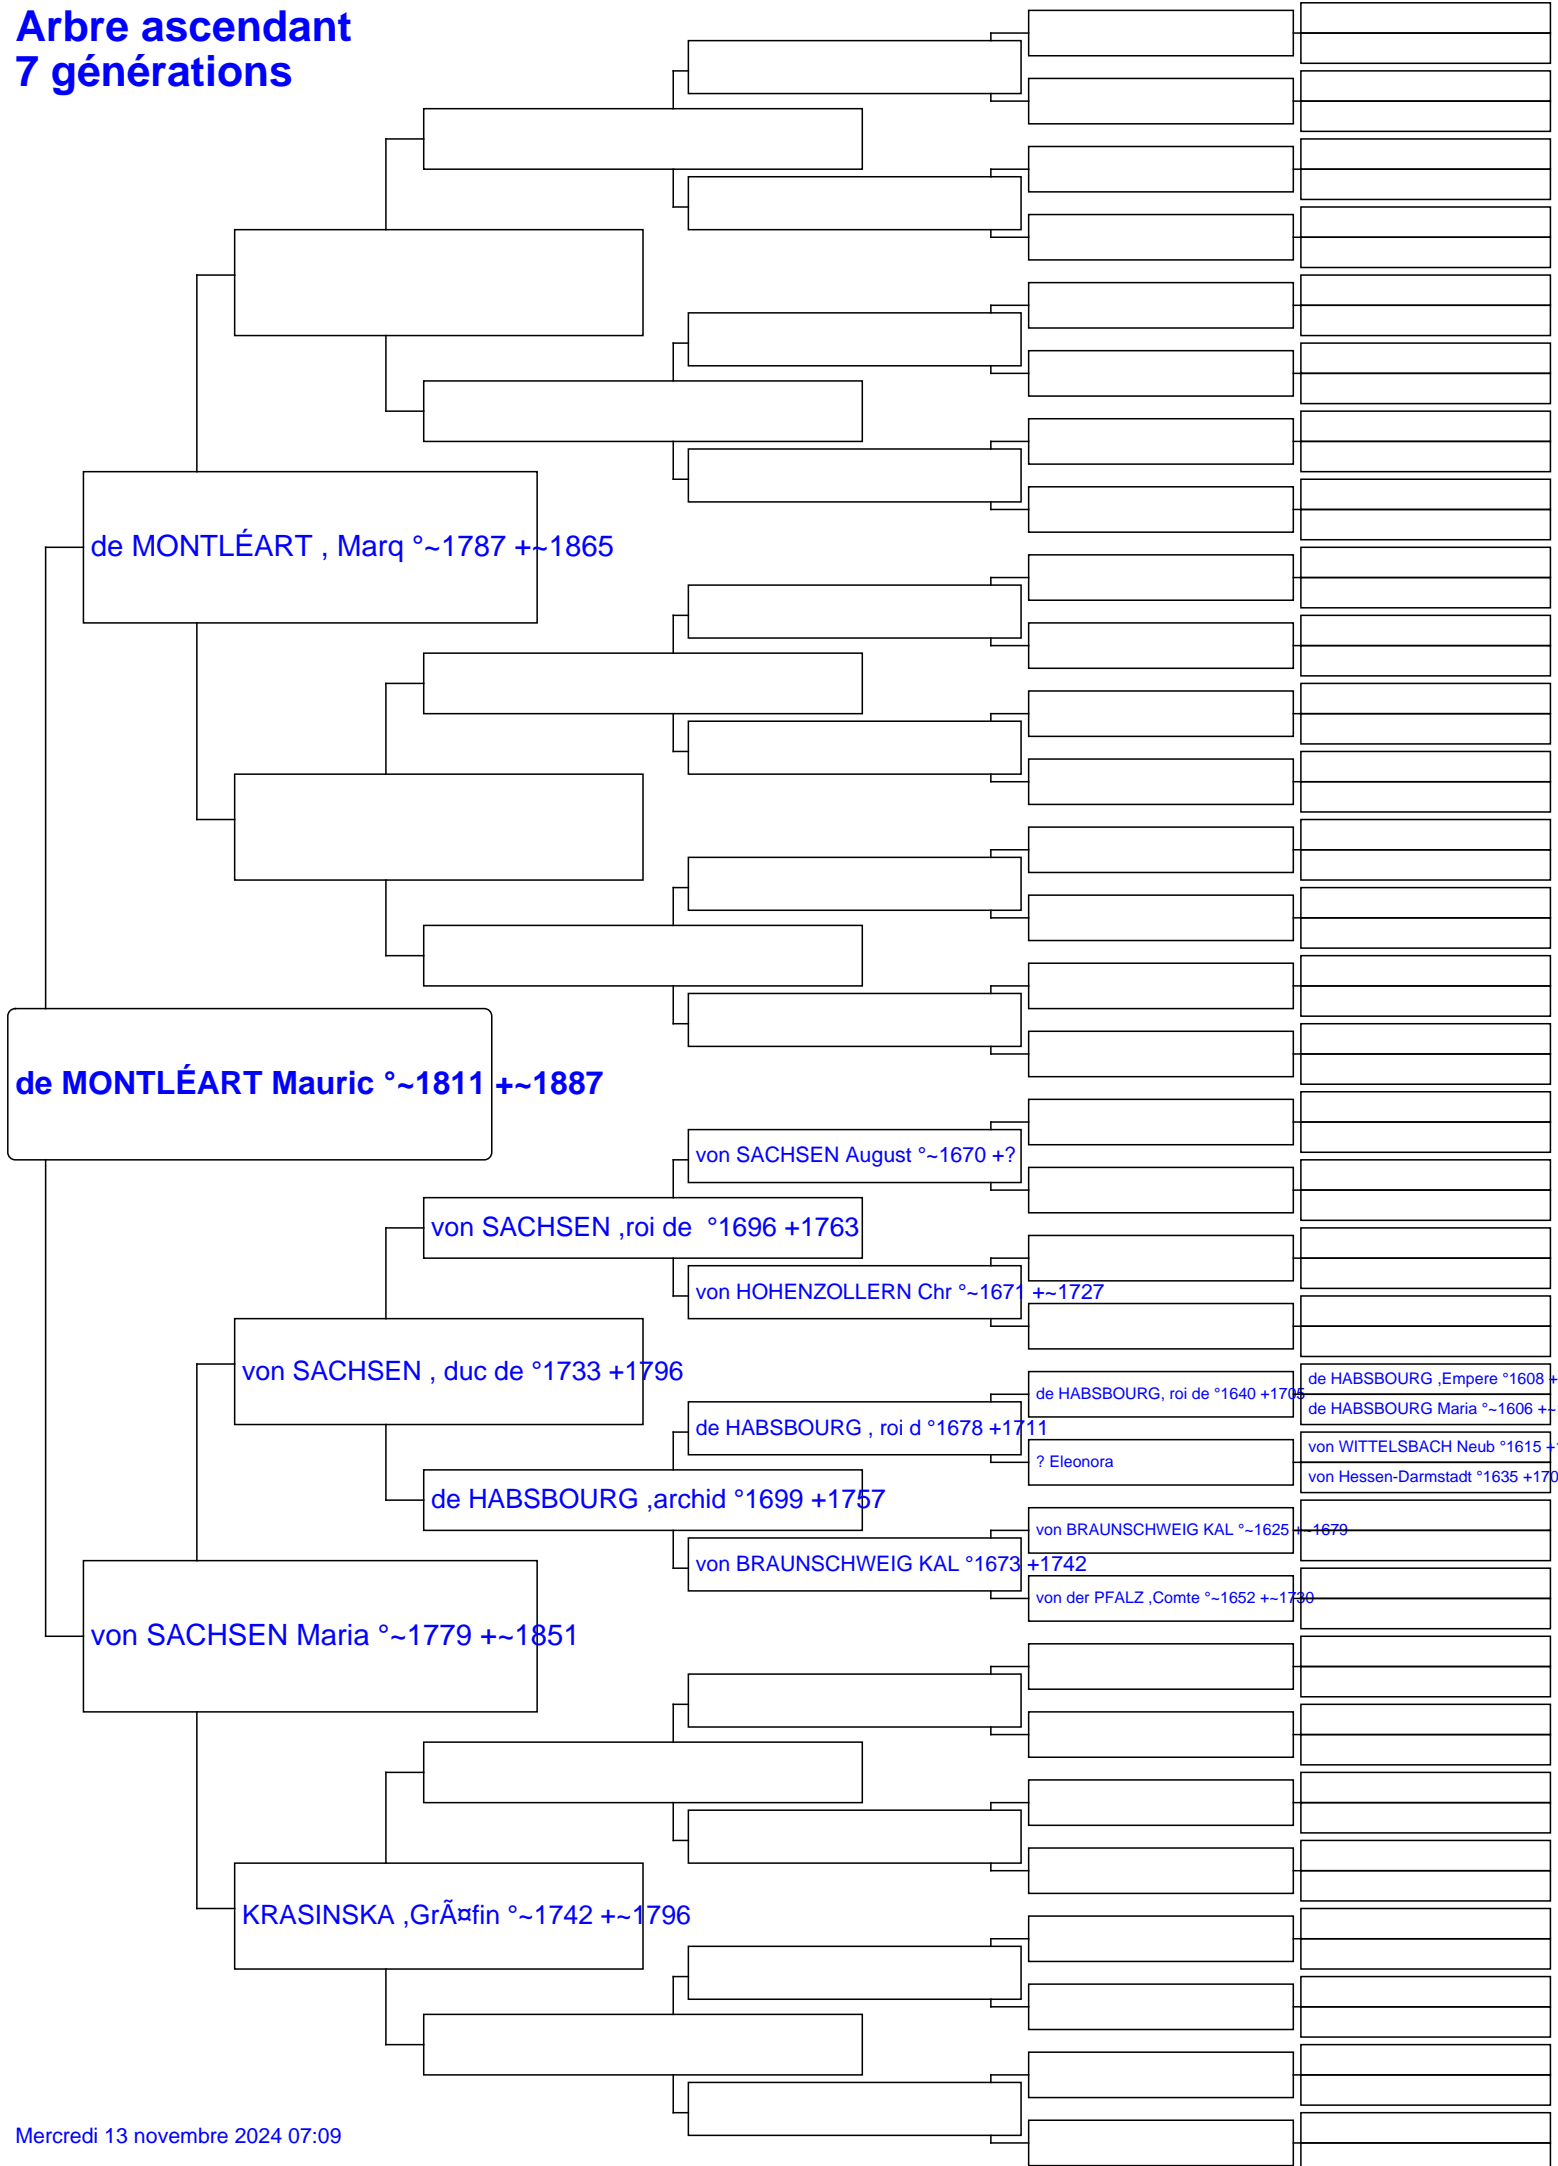 Arbre ascendant
7 générations
de MONTLÉART , Marq °~1787 +~1865
de MONTLÉART Mauric °~1811 +~1887
von SACHSEN August °~1670 +?
von SACHSEN ,roi de  °1696 +1763
von HOHENZOLLERN Chr °~1671 +~1727
von SACHSEN , duc de °1733 +1796
de HABSBOURG ,Empere °1608 +
de HABSBOURG, roi de °1640 +1705
de HABSBOURG Maria °~1606 +~
de HABSBOURG , roi d °1678 +1711
von WITTELSBACH Neub °1615 +1
? Eleonora
von Hessen-Darmstadt °1635 +170
de HABSBOURG ,archid °1699 +1757
von BRAUNSCHWEIG KAL °~1625 +~1679
von BRAUNSCHWEIG KAL °1673 +1742
von der PFALZ ,Comte °~1652 +~1730
von SACHSEN Maria °~1779 +~1851
KRASINSKA ,GrÃ¤fin °~1742 +~1796
Mercredi 13 novembre 2024 07:09